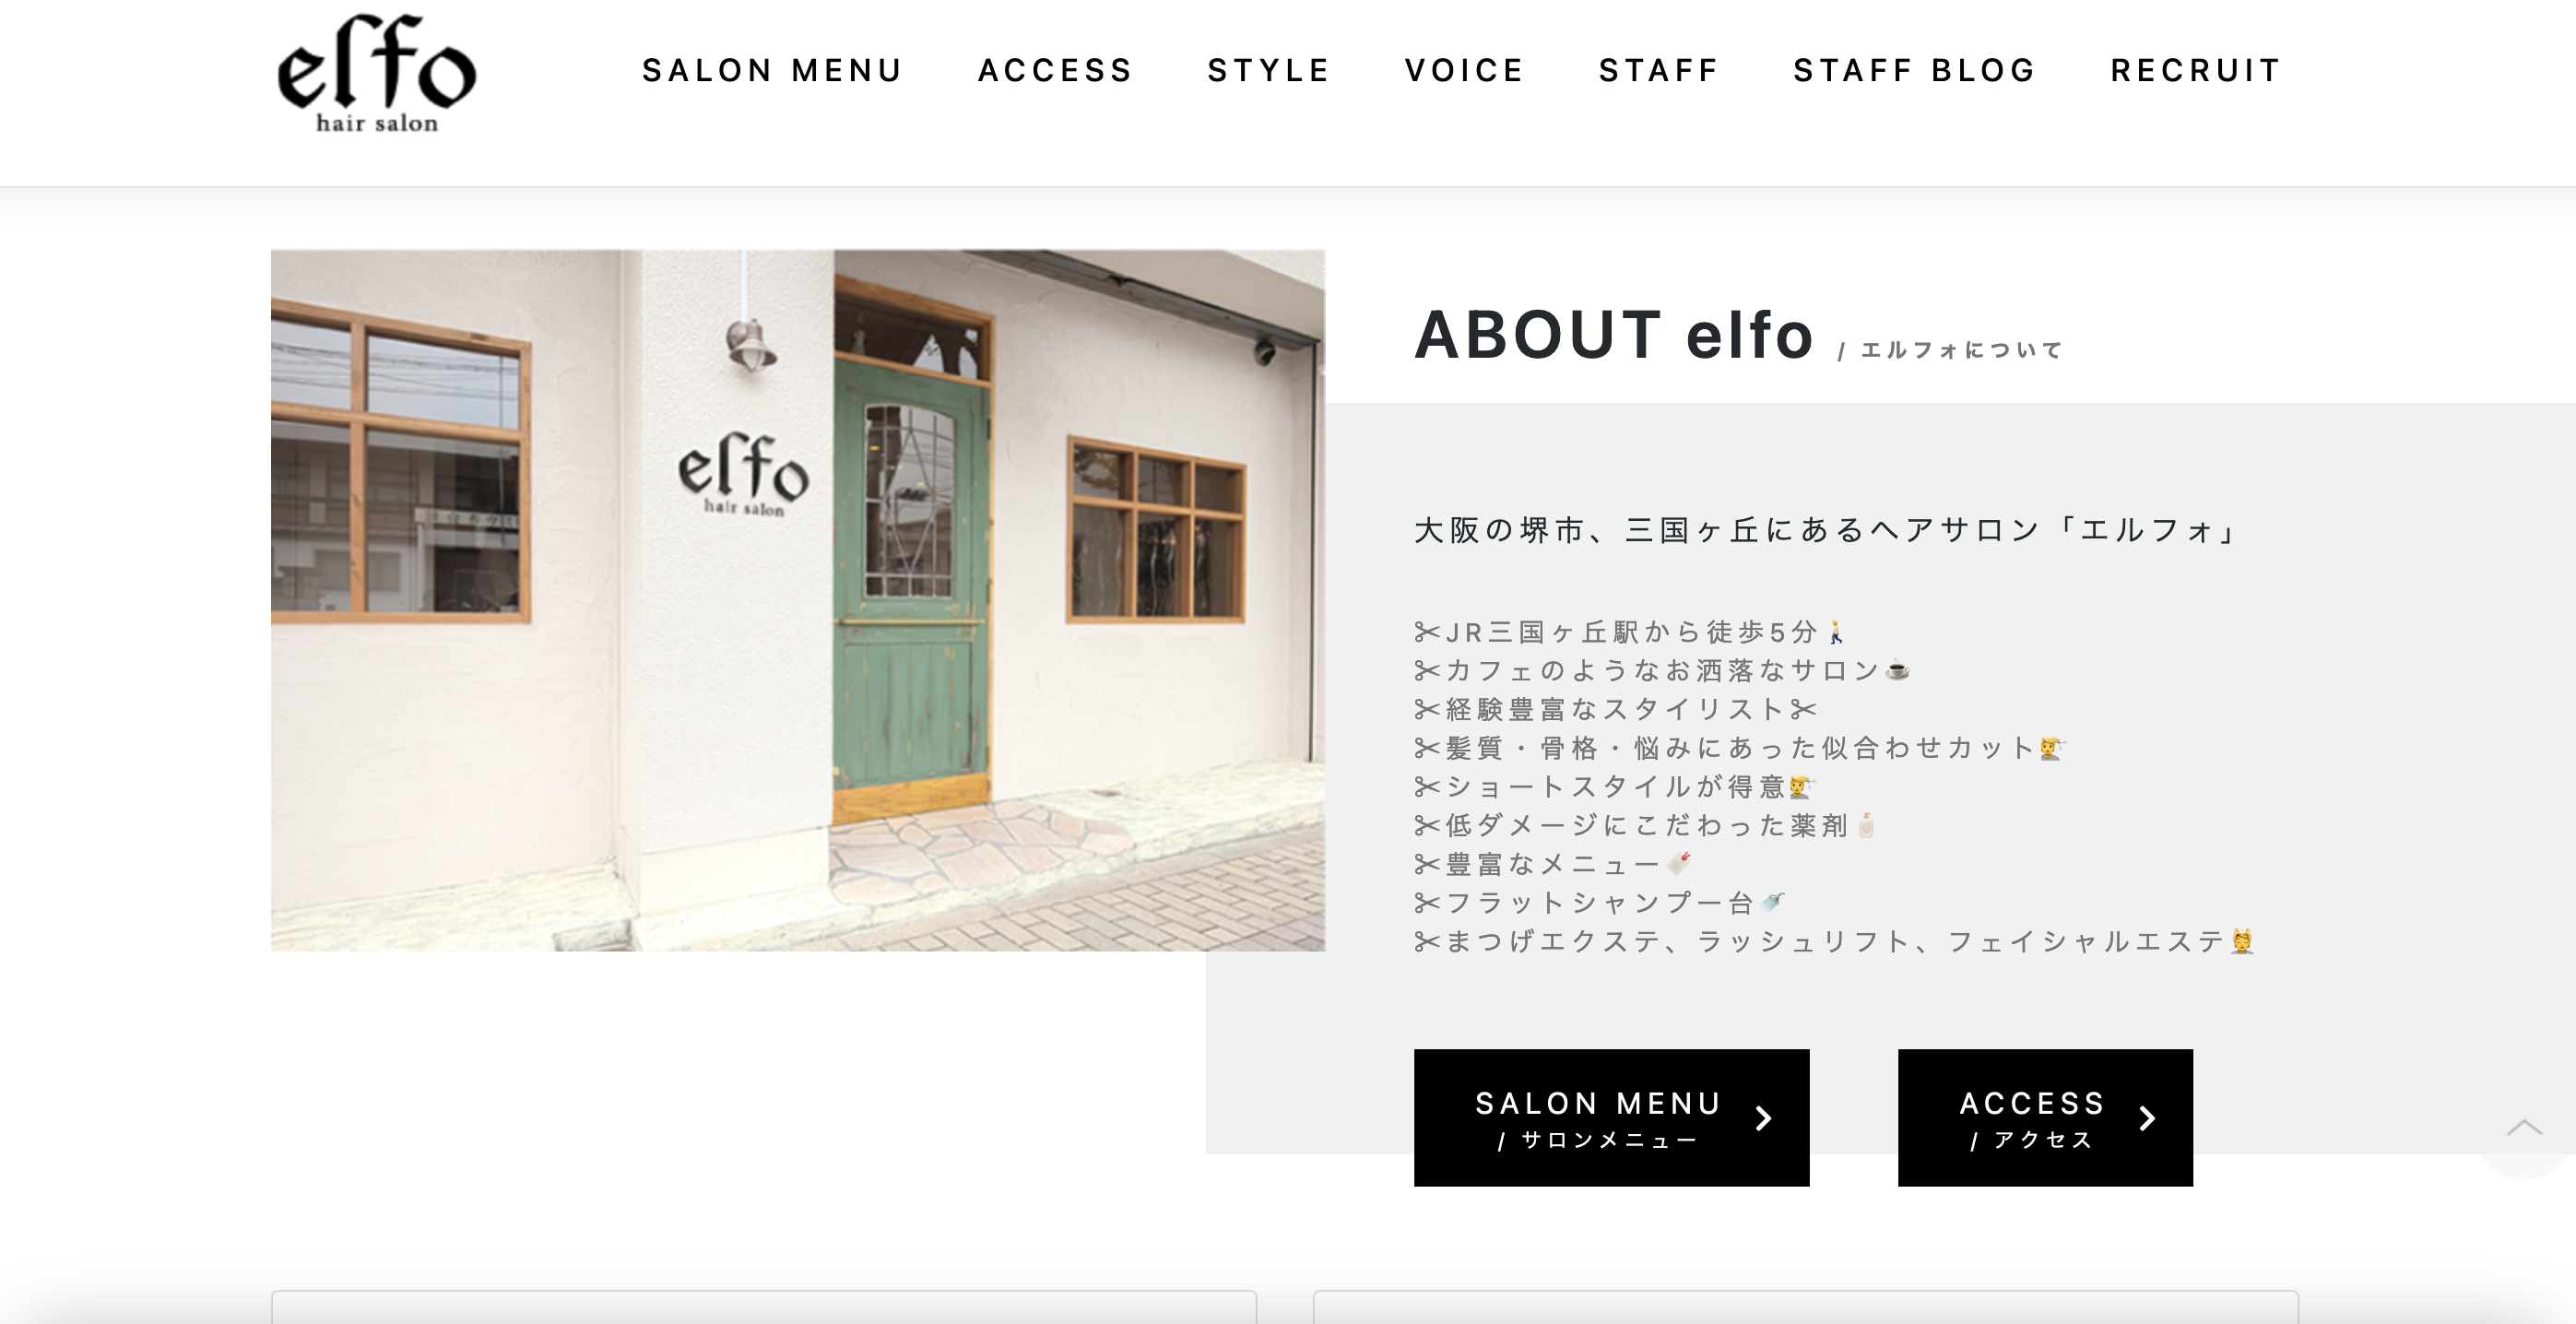 elfo
hair salon
SALON MENU ACCESS STYLE VOICE STAFF STAFF BLOG RECRUIT
elfo
hair salon
ABOUT elfo / エルフォについて
大阪の堺市、三国ヶ丘にあるヘアサロン「エルフォ」
✂JR三国ヶ丘駅から徒歩5分🚶
✂カフェのようなお洒落なサロン☕
✂経験豊富なスタイリスト✂
✂髪質・骨格・悩みにあった似合わせカット💇
✂ショートスタイルが得意💇
✂低ダメージにこだわった薬剤🧴
✂豊富なメニュー🔖
✂フラットシャンプー台🚿
✂まつげエクステ、ラッシュリフト、フェイシャルエステ💆
SALON MENU
/ サロンメニュー
ACCESS
/ アクセス